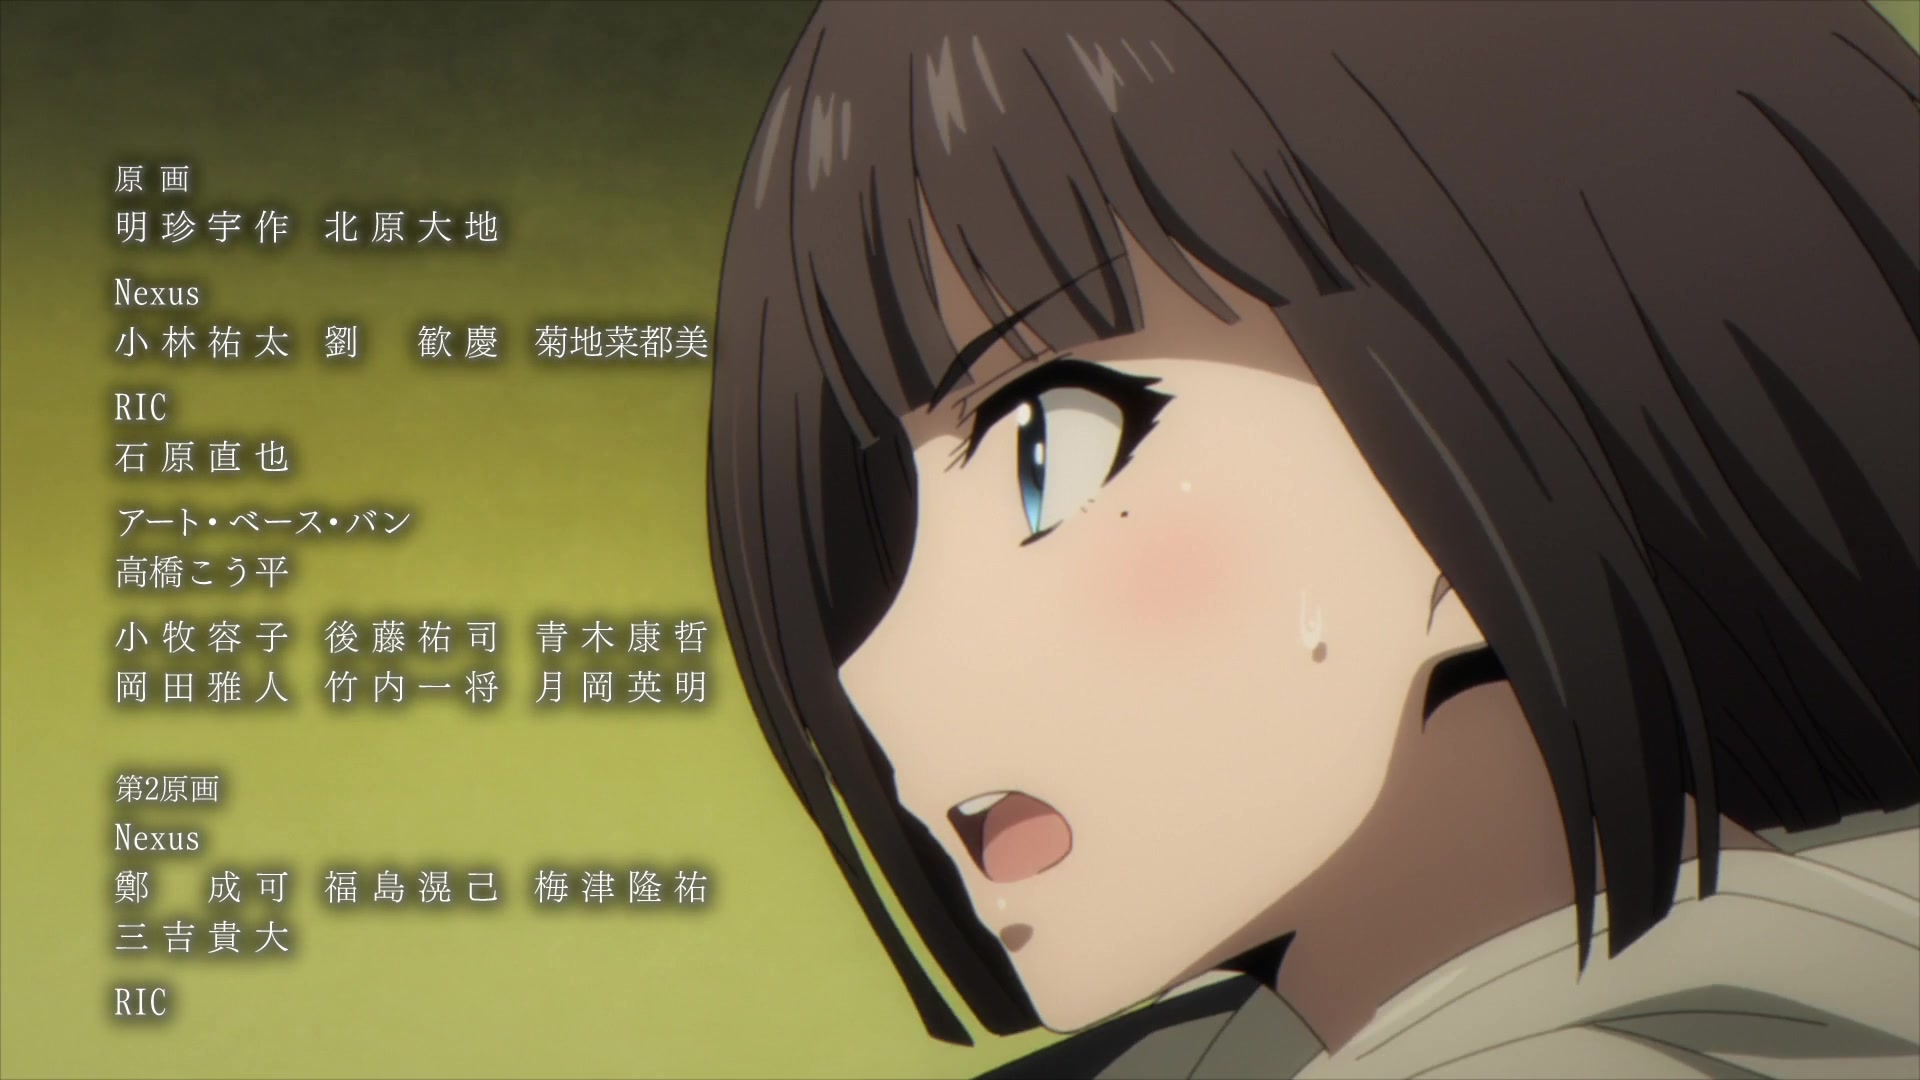 原画
明珍宇作 北原大地
Nexus
小林祐太 劉 歓慶 菊地菜都美
RIC
石原直也
アート・ベース・バン
高橋こう平
小牧容子 後藤祐司 青木康哲
岡田雅人 竹内一将 月岡英明
第2原画
Nexus
鄭 成可 福島滉己 梅津隆祐
三吉貴大
RIC